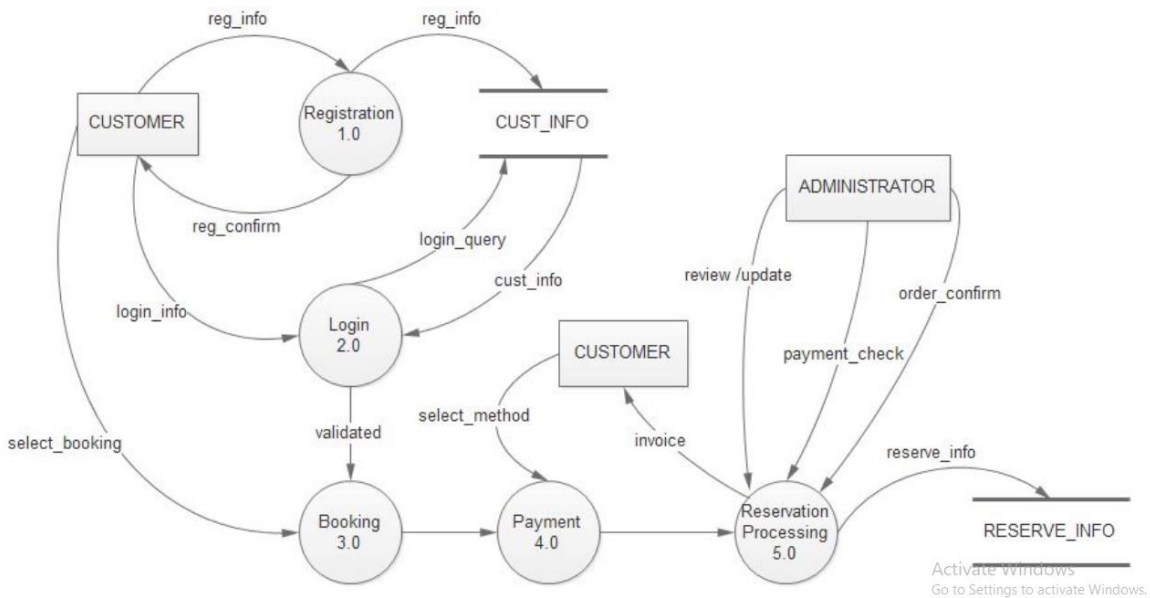 reg_info
reg_info
CUSTOMER
Registration
1.0
CUST_INFO
ADMINISTRATOR
reg_confirm
login_query
cust_info
review /update
order_confirm
login_info
Login
2.0
CUSTOMER
payment_check
select_method
validated
invoice
select_booking
reserve_info
Booking
3.0
Payment
4.0
Reservation
Processing
5.0
RESERVE_INFO
Activate Windows
Go to Settings to activate Windows.